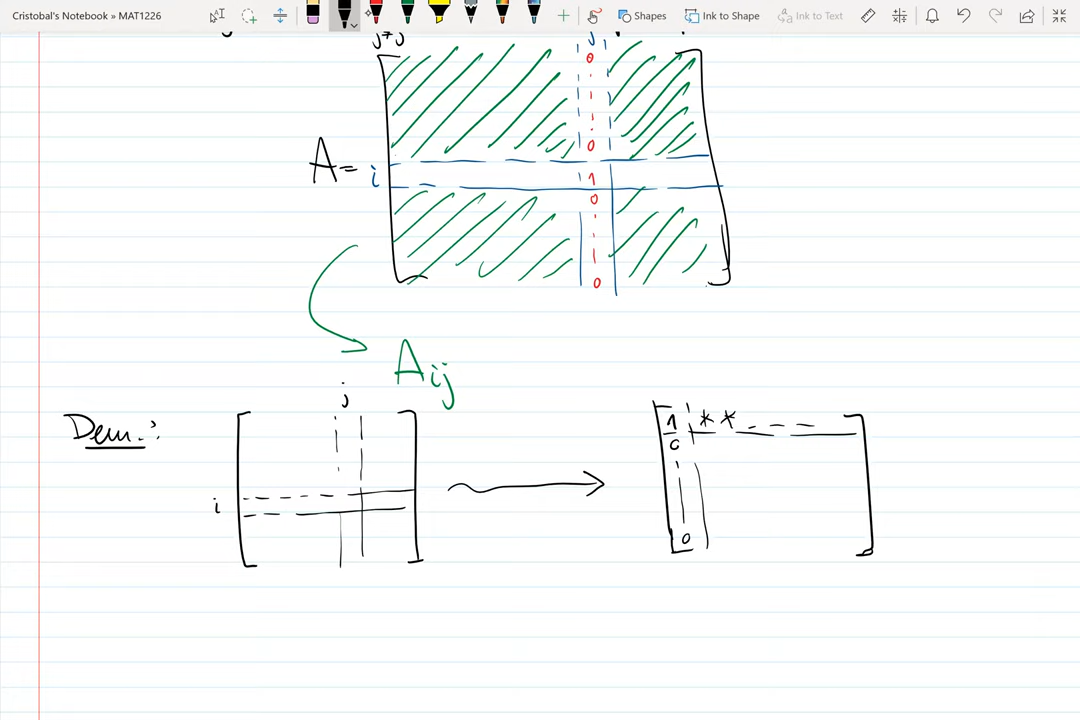 Cristobal's Notebook » MAT1226
Shapes
Ink to Shape
Ink to Text
j≠j
j
0
0
A= i
1
0
0
A ij
j
Dem.:
1 * * - - -
0
i
0